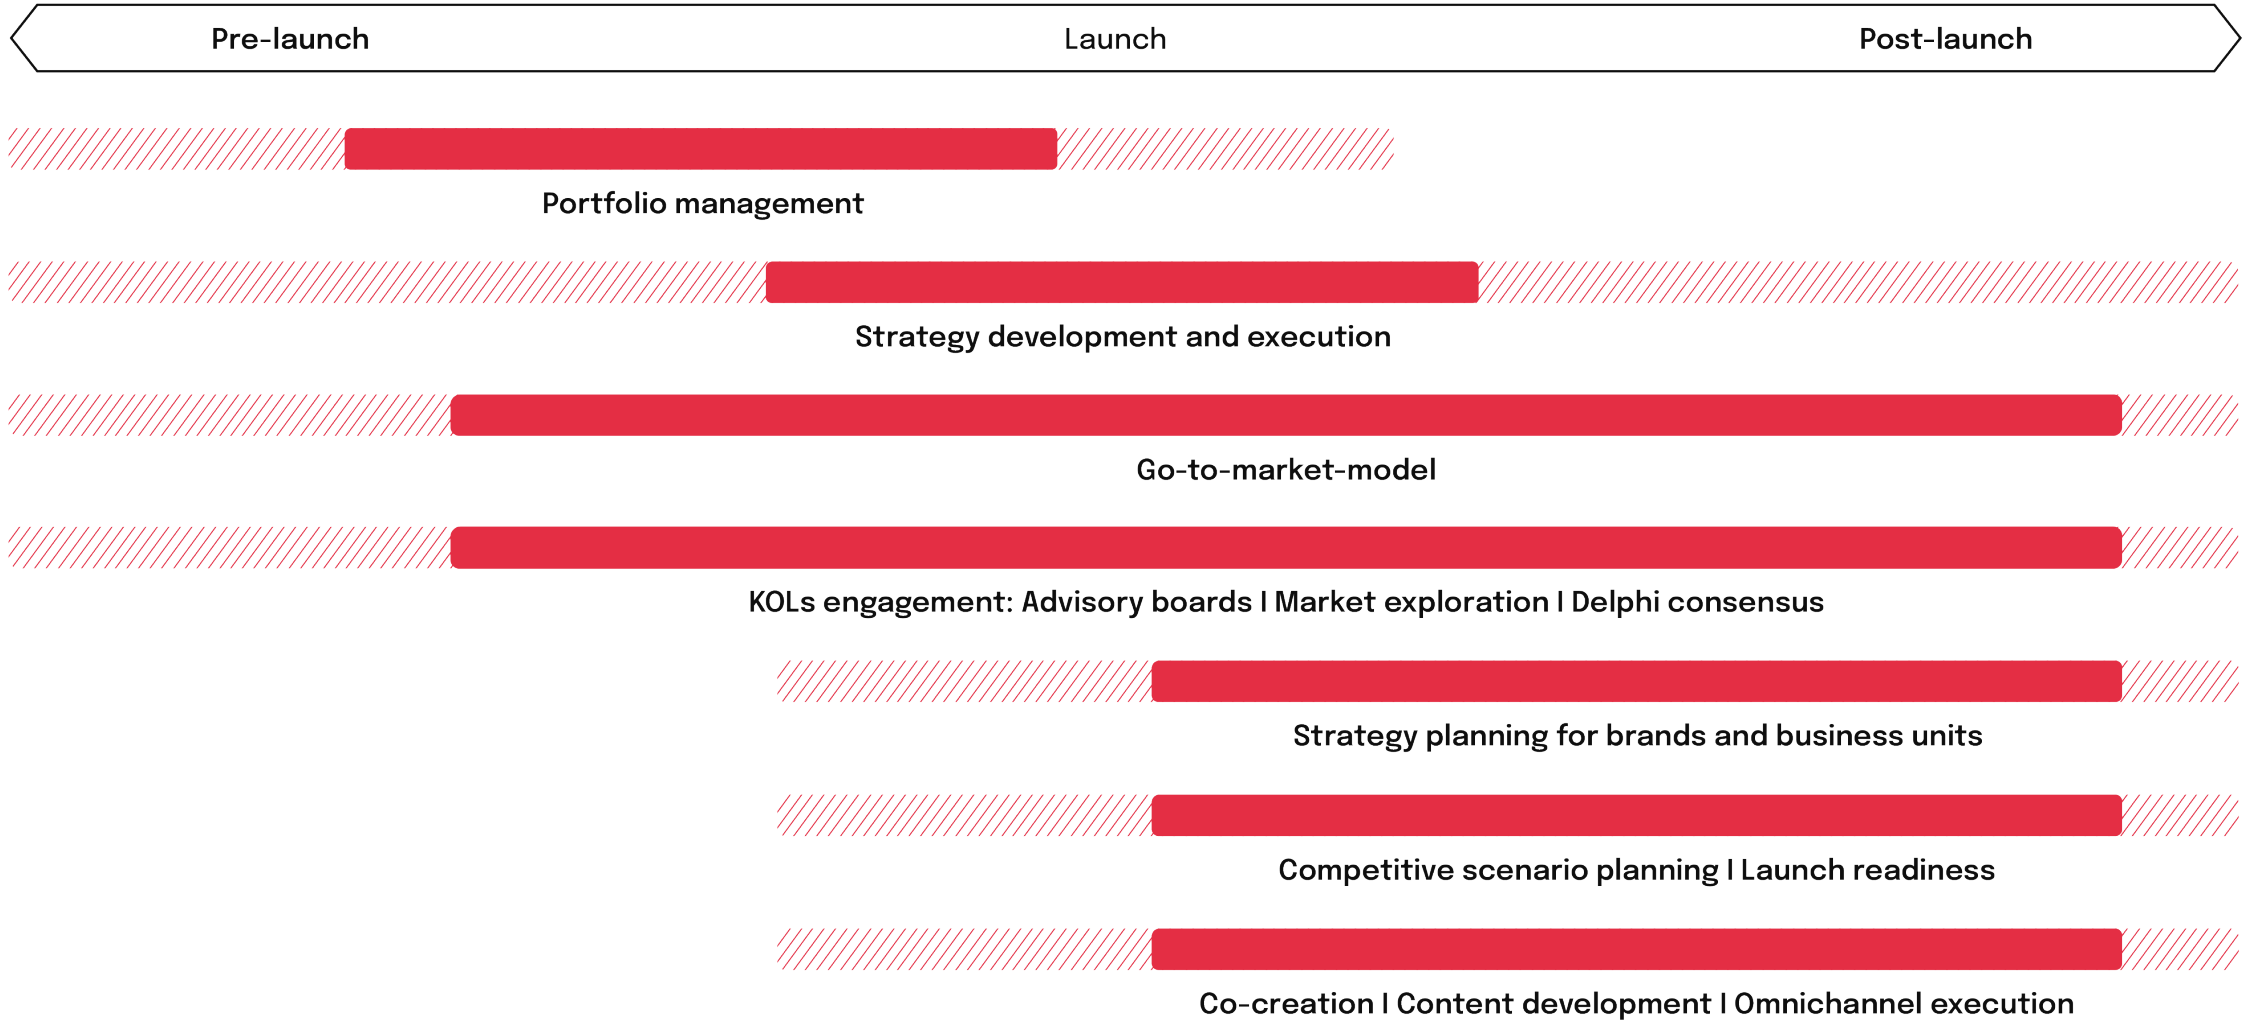 Pre-launch Launch Post-launch
Portfolio management
Strategy development and execution
Go-to-market-model
KOLs engagement: Advisory boards I Market exploration I Delphi consensus
Strategy planning for brands and business units
Competitive scenario planning I Launch readiness
Co-creation I Content development I Omnichannel execution